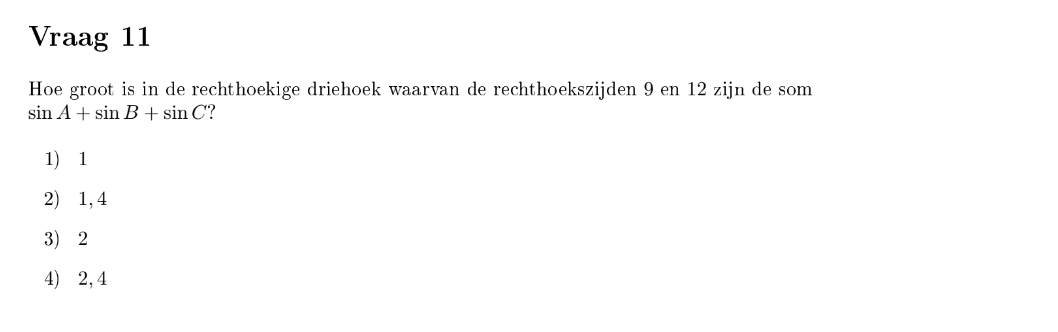 Vraag 11
Hoe groot is in de rechthoekige driehoek waarvan de rechthoekszijden 9 en 12 zijn de som
sin A + sin B + sin C?
1) 1
2) 1, 4
3) 2
4) 2, 4